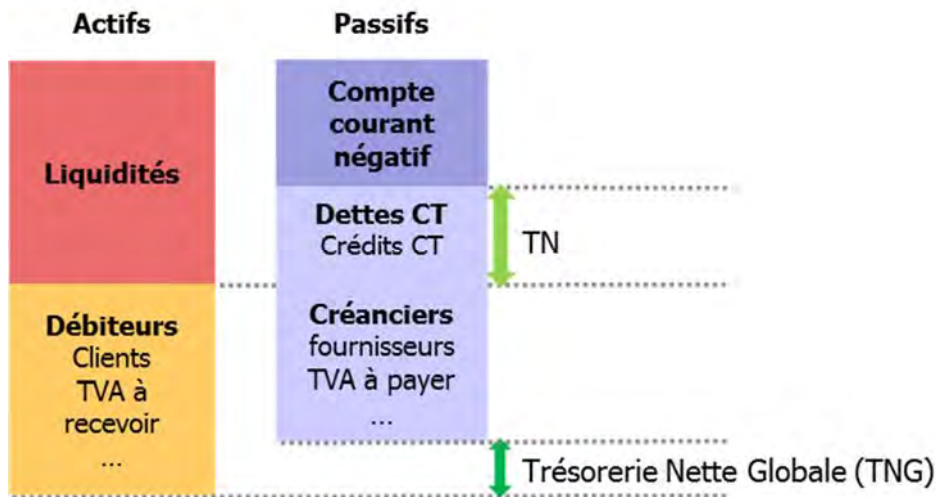 Actifs
Passifs
Liquidités
Débiteurs
Clients
TVA à
recevoir
...
Compte
courant
négatif
Dettes CT
Crédits CT
Créanciers
fournisseurs
TVA à payer
...
TN
Trésorerie Nette Globale (TNG)